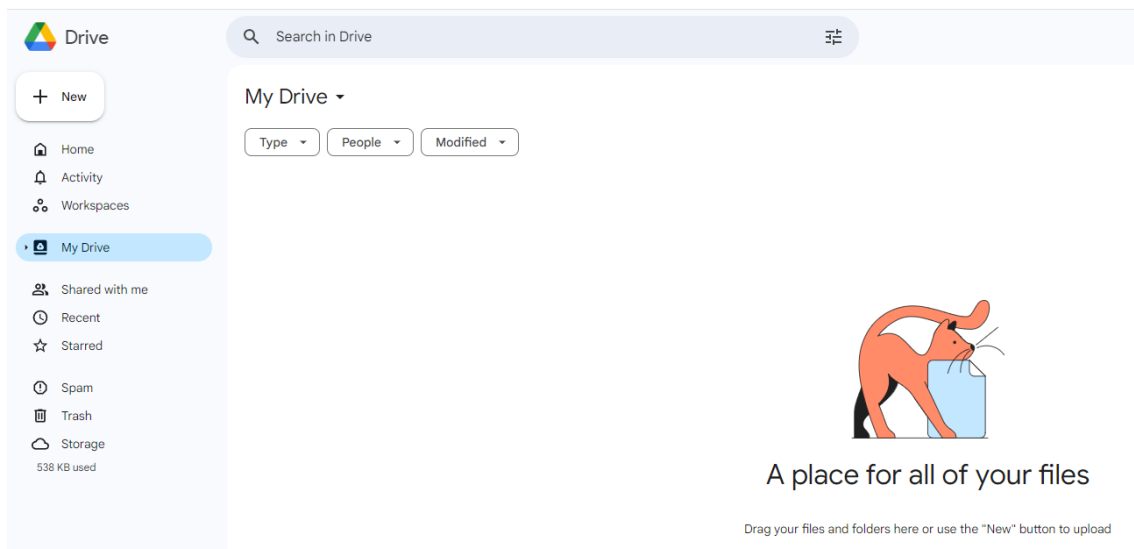 Drive
Search in Drive
New
Home
Activity
Workspaces
My Drive
Shared with me
Recent
Starred
Spam
Trash
Storage
538 KB used
My Drive
Type People Modified
A place for all of your files
Drag your files and folders here or use the "New" button to upload